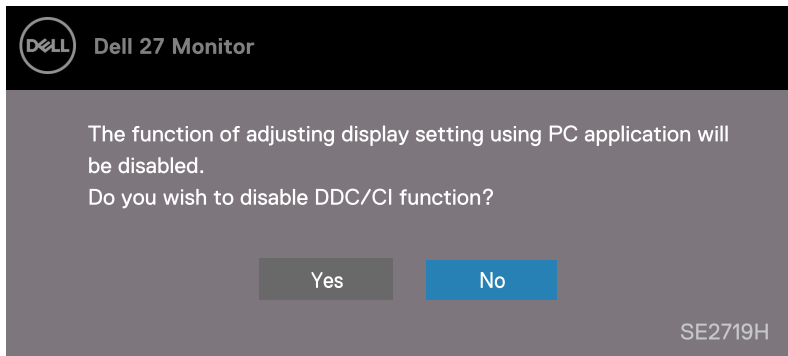 DELL
Dell 27 Monitor
The function of adjusting display setting using PC application will
be disabled.
Do you wish to disable DDC/CI function?
Yes
No
SE2719H